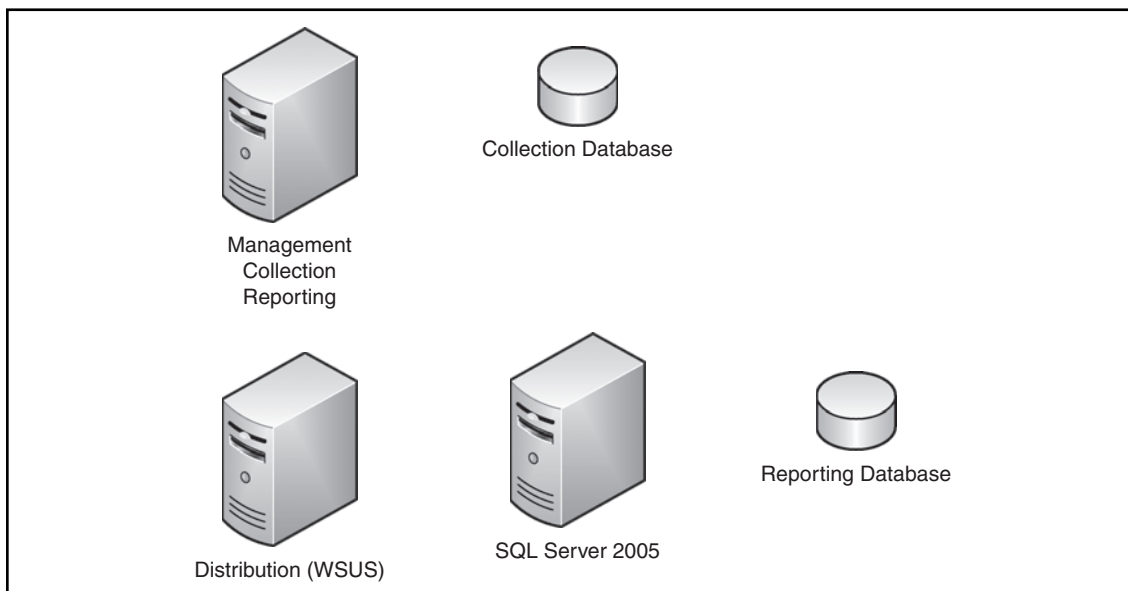 Collection Database
Management
Collection
Reporting
Reporting Database
SQL Server 2005
Distribution (WSUS)